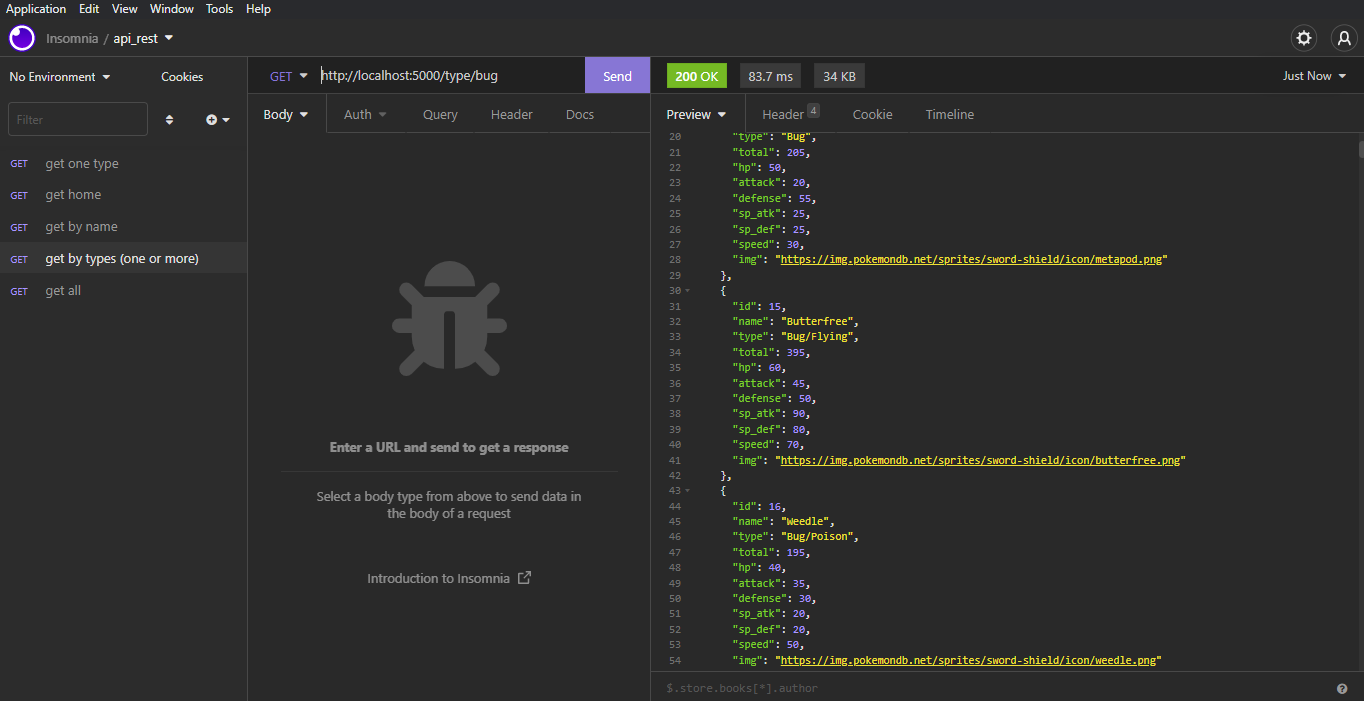 Application Edit View Window Tools Help
Insomnia / api_rest
No Environment Cookies
GET http://localhost:5000/type/bug Send
200 OK 83.7 ms 34 KB Just Now
Filter
Body Auth Query Header Docs
Preview Header 4 Cookie Timeline
GET get one type
GET get home
GET get by name
GET get by types (one or more)
GET get all
Enter a URL and send to get a response
Select a body type from above to send data in
the body of a request
Introduction to Insomnia
20 "type": "Bug",
21 "total": 205,
22 "hp": 50,
23 "attack": 20,
24 "defense": 55,
25 "sp_atk": 25,
26 "sp_def": 25,
27 "speed": 30,
28 "img": "https://img.pokemondb.net/sprites/sword-shield/icon/metapod.png"
29 },
30 {
31 "id": 15,
32 "name": "Butterfree",
33 "type": "Bug/Flying",
34 "total": 395,
35 "hp": 60,
36 "attack": 45,
37 "defense": 50,
38 "sp_atk": 90,
39 "sp_def": 80,
40 "speed": 70,
41 "img": "https://img.pokemondb.net/sprites/sword-shield/icon/butterfree.png"
42 },
43 {
44 "id": 16,
45 "name": "Weedle",
46 "type": "Bug/Poison",
47 "total": 195,
48 "hp": 40,
49 "attack": 35,
50 "defense": 30,
51 "sp_atk": 20,
52 "sp_def": 20,
53 "speed": 50,
54 "img": "https://img.pokemondb.net/sprites/sword-shield/icon/weedle.png"
$.store.books[*].author